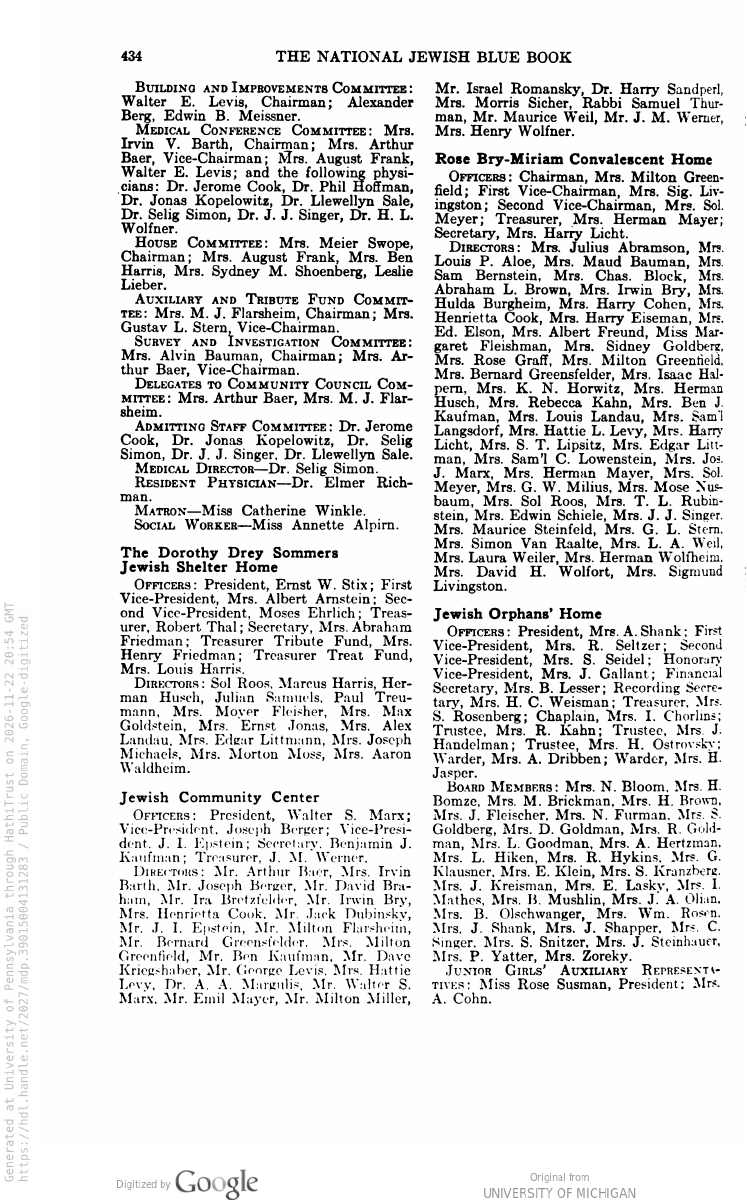 434
THE NATIONAL JEWISH BLUE BOOK
BUILDING AND IMPROVEMENTS COMMITTEE:
Walter E. Levis, Chairman; Alexander
Berg, Edwin B. Meissner.
MEDICAL CONFERENCE COMMITTEE: Mrs.
Irvin V. Barth, Chairman; Mrs. Arthur
Baer, Vice-Chairman; Mrs. August Frank,
Walter E. Levis; and the following physi-
cians: Dr. Jerome Cook, Dr. Phil Hoffman,
Dr. Jonas Kopelowitz, Dr. Llewellyn Sale,
Dr. Selig Simon, Dr. J. J. Singer, Dr. H. L.
Wolfner.
HOUSE COMMITTEE: Mrs. Meier Swope,
Chairman; Mrs. August Frank, Mrs. Ben
Harris, Mrs. Sydney M. Shoenberg, Leslie
Lieber.
AUXILIARY AND TRIBUTE FUND COMMIT-
TEE: Mrs. M. J. Flarsheim, Chairman; Mrs.
Gustav L. Stern, Vice-Chairman.
SURVEY AND INVESTIGATION COMMITTEE:
Mrs. Alvin Bauman, Chairman; Mrs. Ar-
thur Baer, Vice-Chairman.
DELEGATES TO COMMUNITY COUNCIL COM-
MITTEE: Mrs. Arthur Baer, Mrs. M. J. Flar-
sheim.
ADMITTING STAFF COMMITTEE: Dr. Jerome
Cook, Dr. Jonas Kopelowitz, Dr. Selig
Simon, Dr. J. J. Singer, Dr. Llewellyn Sale.
MEDICAL DIRECTOR—Dr. Selig Simon.
RESIDENT PHYSICIAN—Dr. Elmer Rich-
man.
MATRON—Miss Catherine Winkle.
SOCIAL WORKER—Miss Annette Alpirn.
The Dorothy Drey Sommers
Jewish Shelter Home
OFFICERS: President, Ernst W. Stix; First
Vice-President, Mrs. Albert Arnstein; Sec-
ond Vice-President, Moses Ehrlich; Treas-
urer, Robert Thal; Secretary, Mrs. Abraham
Friedman; Treasurer Tribute Fund, Mrs.
Henry Friedman; Treasurer Treat Fund,
Mrs. Louis Harris.
DIRECTORS: Sol Roos, Marcus Harris, Her-
man Husch, Julian Samuels, Paul Treu-
mann, Mrs. Moyer Fleisher, Mrs. Max
Goldstein, Mrs. Ernst Jonas, Mrs. Alex
Landau, Mrs. Edgar Littmann, Mrs. Joseph
Michaels, Mrs. Morton Moss, Mrs. Aaron
Waldheim.
Jewish Community Center
OFFICERS: President, Walter S. Marx;
Vice-President, Joseph Berger; Vice-Presi-
dent, J. I. Epstein; Secretary, Benjamin J.
Kaufman; Treasurer, J. M. Werner.
DIRECTORS: Mr. Arthur Baer, Mrs. Irvin
Barth, Mr. Joseph Berger, Mr. David Bra-
ham, Mr. Ira Bretzfelder, Mr. Irwin Bry,
Mrs. Henrietta Cook, Mr. Jack Dubinsky,
Mr. J. I. Epstein, Mr. Milton Flarsheim,
Mr. Bernard Greensfelder, Mrs. Milton
Greenfield, Mr. Ben Kaufman, Mr. Dave
Kriegshaber, Mr. George Levis, Mrs. Hattie
Levy, Dr. A. A. Margulis, Mr. Walter S.
Marx, Mr. Emil Mayer, Mr. Milton Miller,
Mr. Israel Romansky, Dr. Harry Sandperl,
Mrs. Morris Sicher, Rabbi Samuel Thur-
man, Mr. Maurice Weil, Mr. J. M. Werner,
Mrs. Henry Wolfner.
Rose Bry-Miriam Convalescent Home
OFFICERS: Chairman, Mrs. Milton Green-
field; First Vice-Chairman, Mrs. Sig. Liv-
ingston; Second Vice-Chairman, Mrs. Sol.
Meyer; Treasurer, Mrs. Herman Mayer;
Secretary, Mrs. Harry Licht.
DIRECTORS: Mrs. Julius Abramson, Mrs.
Louis P. Aloe, Mrs. Maud Bauman, Mrs.
Sam Bernstein, Mrs. Chas. Block, Mrs.
Abraham L. Brown, Mrs. Irwin Bry, Mrs.
Hulda Burgheim, Mrs. Harry Cohen, Mrs.
Henrietta Cook, Mrs. Harry Eiseman, Mrs.
Ed. Elson, Mrs. Albert Freund, Miss Mar-
garet Fleishman, Mrs. Sidney Goldberg,
Mrs. Rose Graff, Mrs. Milton Greenfield,
Mrs. Bernard Greensfelder, Mrs. Isaac Hal-
pern, Mrs. K. N. Horwitz, Mrs. Herman
Husch, Mrs. Rebecca Kahn, Mrs. Ben J.
Kaufman, Mrs. Louis Landau, Mrs. Sam'l
Langsdorf, Mrs. Hattie L. Levy, Mrs. Harry
Licht, Mrs. S. T. Lipsitz, Mrs. Edgar Litt-
man, Mrs. Sam'l C. Lowenstein, Mrs. Jos.
J. Marx, Mrs. Herman Mayer, Mrs. Sol.
Meyer, Mrs. G. W. Milius, Mrs. Mose Nus-
baum, Mrs. Sol Roos, Mrs. T. L. Rubin-
stein, Mrs. Edwin Schiele, Mrs. J. J. Singer,
Mrs. Maurice Steinfeld, Mrs. G. L. Stern,
Mrs. Simon Van Raalte, Mrs. L. A. Weil,
Mrs. Laura Weiler, Mrs. Herman Wolfheim,
Mrs. David H. Wolfort, Mrs. Sigmund
Livingston.
Jewish Orphans' Home
OFFICERS: President, Mrs. A. Shank; First
Vice-President, Mrs. R. Seltzer; Second
Vice-President, Mrs. S. Seidel; Honorary
Vice-President, Mrs. J. Gallant; Financial
Secretary, Mrs. B. Lesser; Recording Secre-
tary, Mrs. H. C. Weisman; Treasurer, Mrs.
S. Rosenberg; Chaplain, Mrs. I. Chorlins;
Trustee, Mrs. R. Kahn; Trustee, Mrs. J.
Handelman; Trustee, Mrs. H. Ostrovsky;
Warder, Mrs. A. Dribben; Warder, Mrs. H.
Jasper.
BOARD MEMBERS: Mrs. N. Bloom, Mrs. H.
Bomze, Mrs. M. Brickman, Mrs. H. Brown,
Mrs. J. Fleischer, Mrs. N. Furman, Mrs. S.
Goldberg, Mrs. D. Goldman, Mrs. R. Gold-
man, Mrs. L. Goodman, Mrs. A. Hertzman,
Mrs. L. Hiken, Mrs. R. Hykins, Mrs. G.
Klausner, Mrs. E. Klein, Mrs. S. Kranzberg,
Mrs. J. Kreisman, Mrs. E. Lasky, Mrs. I.
Mathes, Mrs. B. Mushlin, Mrs. J. A. Olian,
Mrs. B. Olschwanger, Mrs. Wm. Rosen,
Mrs. J. Shank, Mrs. J. Shapper, Mrs. C.
Singer, Mrs. S. Snitzer, Mrs. J. Steinhauer,
Mrs. P. Yatter, Mrs. Zoreky.
JUNIOR GIRLS' AUXILIARY REPRESENTA-
TIVES: Miss Rose Susman, President; Mrs.
A. Cohn.
Generated at University of Pennsylvania through HathiTrust on 2026-11-22 20:54 GMT
https://hdl.handle.net/2027/mdp.39015004131283 / Public Domain, Google-digitized
Digitized by Google
Original from
UNIVERSITY OF MICHIGAN